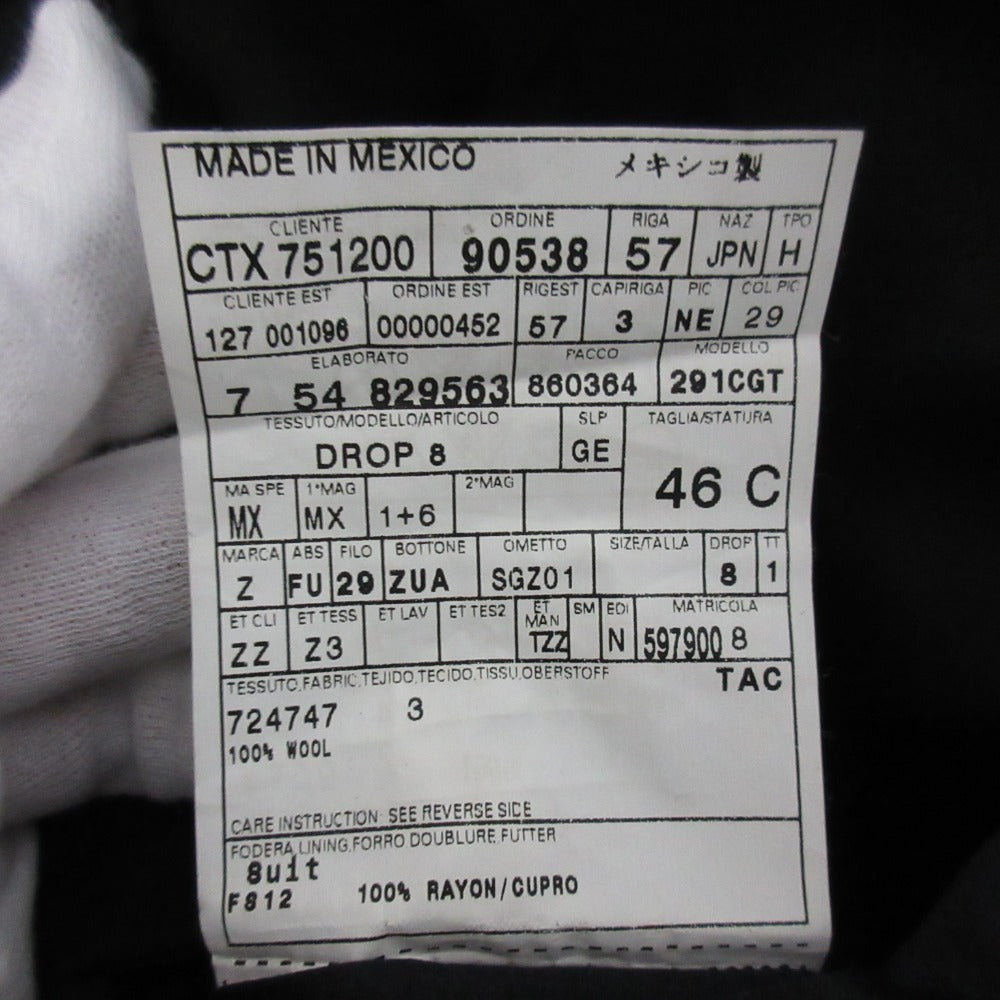 MADE IN MEXICO メキシコ製
CLIENTE ORDINE RIGA NAZ TPO
CTX 751200 90538 57 JPN H
CLIENTE EST ORDINE EST RIGEST CAPIRIGA PIC COL PIC
127 001096 00000452 57 3 NE 29
ELABORATO PACCO MODELLO
7 54 829563 860364 291CGT
TESSUTO/MODELLO/ARTICOLO SLP TAGLIA/STATURA
DROP 8 GE 46 C
MA SPE 1°MAG 2°MAG
MX MX 1+6
MARCA ABS FILO BOTTONE OMETTO SIZE/TALLA DROP TT
Z FU 29 ZUA SGZ01 8 1
ET CLI ET TESS ET LAV ET TES2 ET MAN SM EDI MATRICOLA
ZZ Z3 TZZ N 597900 8
TESSUTO,FABRIC,TEJIDO,TECIDO,TISSU,OBERSTOFF TAC
724747 3
100% WOOL
CARE INSTRUCTION: SEE REVERSE SIDE
FODERA,LINING,FORRO DOUBLURE,FUTTER
Suit
F812 100% RAYON/CUPRO